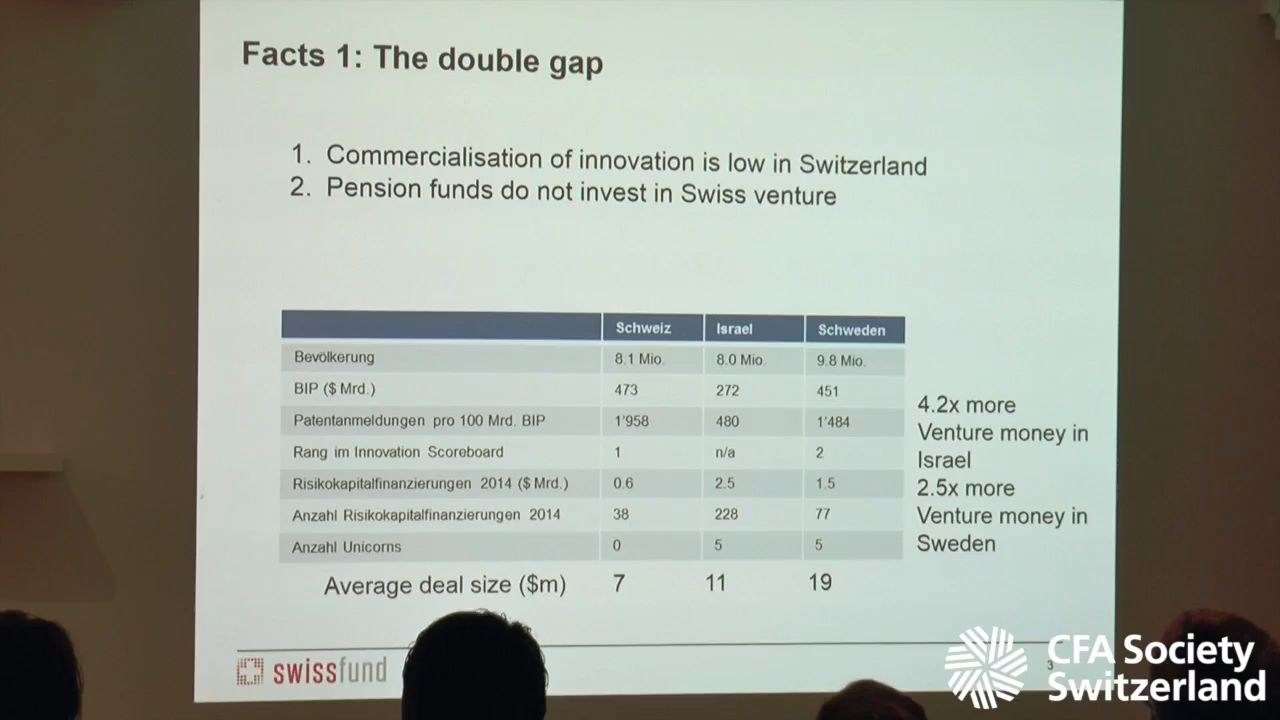 Facts 1: The double gap
1. Commercialisation of innovation is low in Switzerland
2. Pension funds do not invest in Swiss venture
Schweiz Israel Schweden
Bevölkerung 8.1 Mio. 8.0 Mio. 9.8 Mio.
BIP ($ Mrd.) 473 272 451
Patentanmeldungen pro 100 Mrd. BIP 1'958 480 1'484
Rang im Innovation Scoreboard 1 n/a 2
Risikokapitalfinanzierungen 2014 ($ Mrd.) 0.6 2.5 1.5
Anzahl Risikokapitalfinanzierungen 2014 38 228 77
Anzahl Unicorns 0 5 5
Average deal size ($m) 7 11 19
4.2x more
Venture money in
Israel
2.5x more
Venture money in
Sweden
swissfund
3
CFA Society
Switzerland